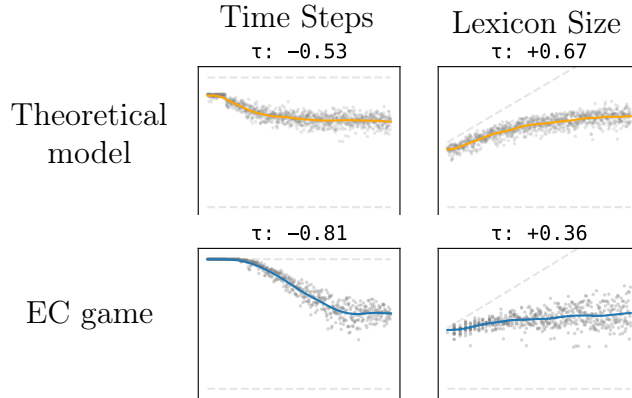 Time Steps
Lexicon Size
τ: −0.53
τ: +0.67
Theoretical
model
τ: −0.81
τ: +0.36
EC game